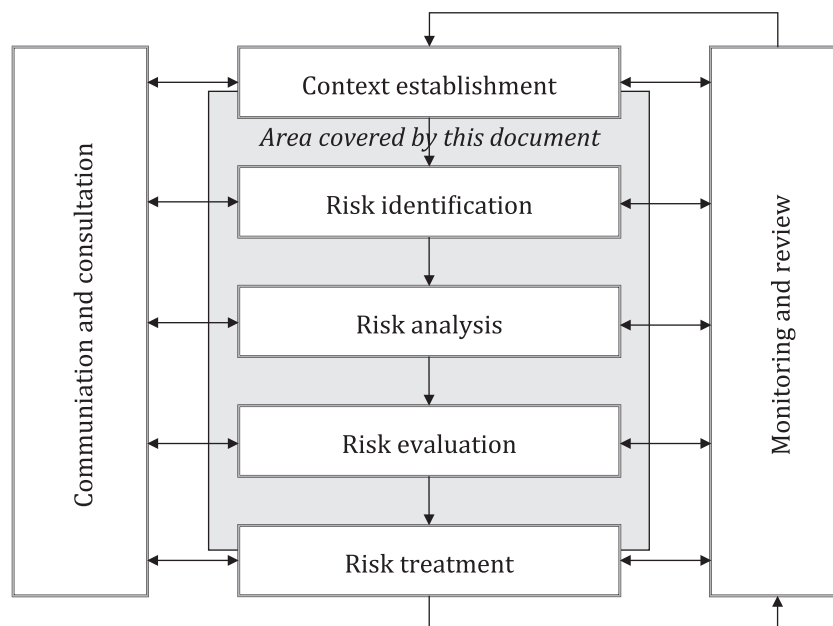 Context establishment
Area covered by this document
Risk identification
Risk analysis
Risk evaluation
Risk treatment
Communiation and consultation
Monitoring and review